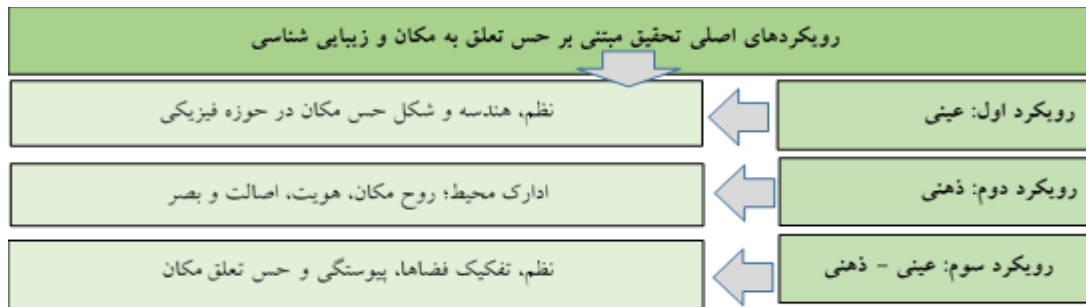 رویکردهای اصلی تحقیق مبتنی بر حس تعلق به مکان و زیبایی شناسی
رویکرد اول: عینی
نظم، هندسه و شکل حس مکان در حوزه فیزیکی
رویکرد دوم: ذهنی
ادارک محیط؛ روح مکان، هویت، اصالت و بصر
رویکرد سوم: عینی - ذهنی
نظم، تفکیک فضاها، پیوستگی و حس تعلق مکان